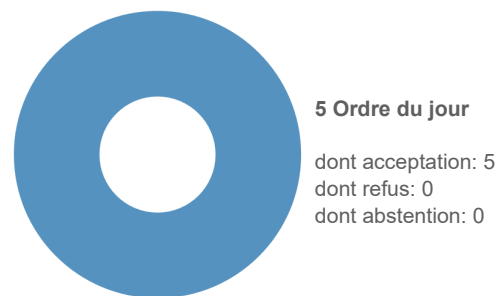 5 Ordre du jour
dont acceptation: 5
dont refus: 0
dont abstention: 0